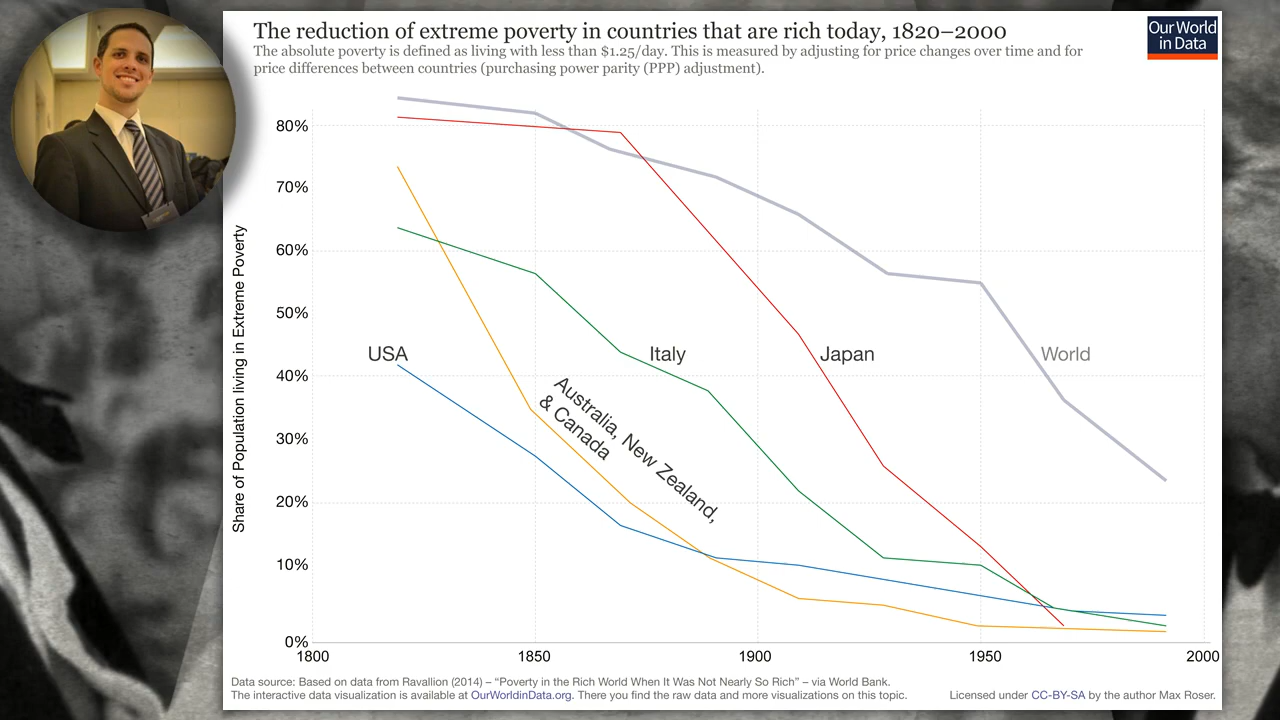 The reduction of extreme poverty in countries that are rich today, 1820–2000
The absolute poverty is defined as living with less than $1.25/day. This is measured by adjusting for price changes over time and for
price differences between countries (purchasing power parity (PPP) adjustment).
Our World
in Data
Share of Population living in Extreme Poverty
80%
70%
60%
50%
40%
30%
20%
10%
0%
USA
Australia, New Zealand,
& Canada
Italy
Japan
World
1800
1850
1900
1950
2000
Data source: Based on data from Ravallion (2014) – “Poverty in the Rich World When It Was Not Nearly So Rich” – via World Bank.
The interactive data visualization is available at OurWorldinData.org. There you find the raw data and more visualizations on this topic.
Licensed under CC-BY-SA by the author Max Roser.